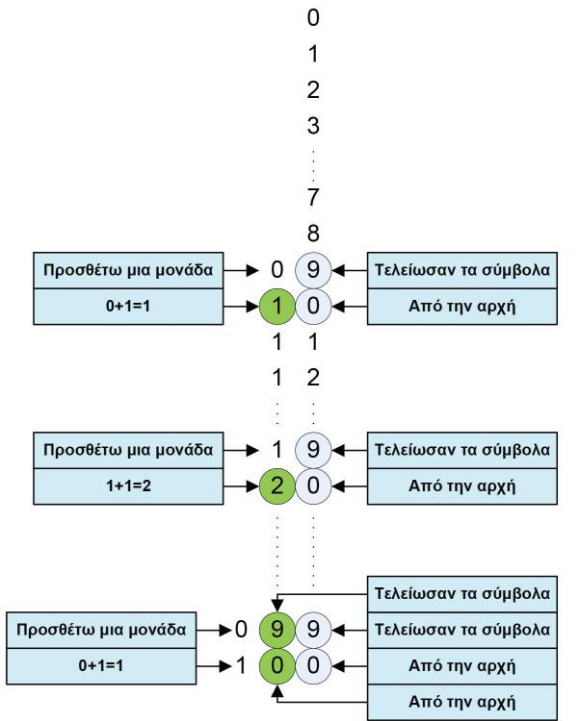 0
1
2
3
7
8
Προσθέτω μια μονάδα 0 9 Τελείωσαν τα σύμβολα
0+1=1 1 0 Από την αρχή
1 1
1 2
Προσθέτω μια μονάδα 1 9 Τελείωσαν τα σύμβολα
1+1=2 2 0 Από την αρχή
Τελείωσαν τα σύμβολα
Προσθέτω μια μονάδα 0 9 9 Τελείωσαν τα σύμβολα
0+1=1 1 0 0 Από την αρχή
Από την αρχή